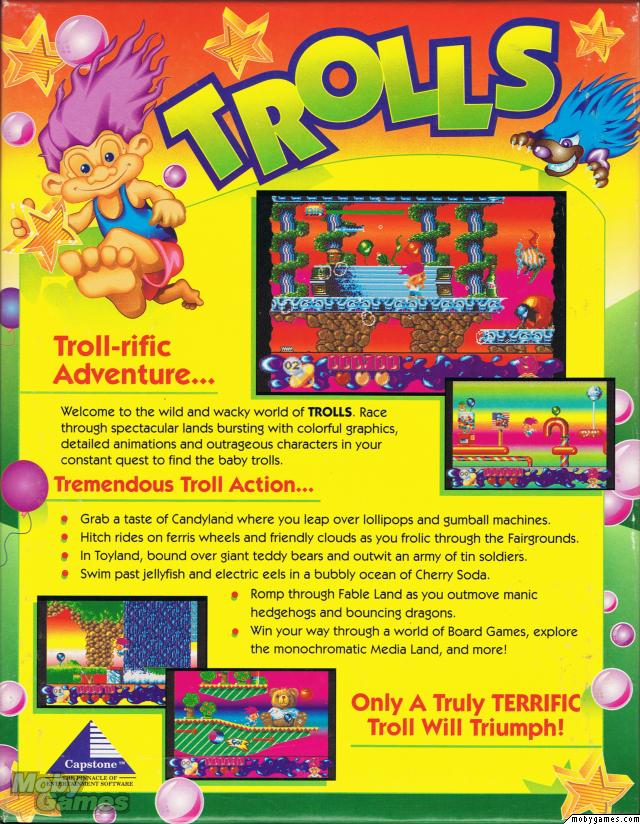 TROLLS
Troll-rific
Adventure...
Welcome to the wild and wacky world of TROLLS. Race
through spectacular lands bursting with colorful graphics,
detailed animations and outrageous characters in your
constant quest to find the baby trolls.
Tremendous Troll Action...
Grab a taste of Candyland where you leap over lollipops and gumball machines.
Hitch rides on ferris wheels and friendly clouds as you frolic through the Fairgrounds.
In Toyland, bound over giant teddy bears and outwit an army of tin soldiers.
Swim past jellyfish and electric eels in a bubbly ocean of Cherry Soda.
Romp through Fable Land as you outmove manic
hedgehogs and bouncing dragons.
Win your way through a world of Board Games, explore
the monochromatic Media Land, and more!
Only A Truly TERRIFIC
Troll Will Triumph!
02
Capstone™
THE PINNACLE OF
ENTERTAINMENT SOFTWARE
Moby
Games
mobygames.com